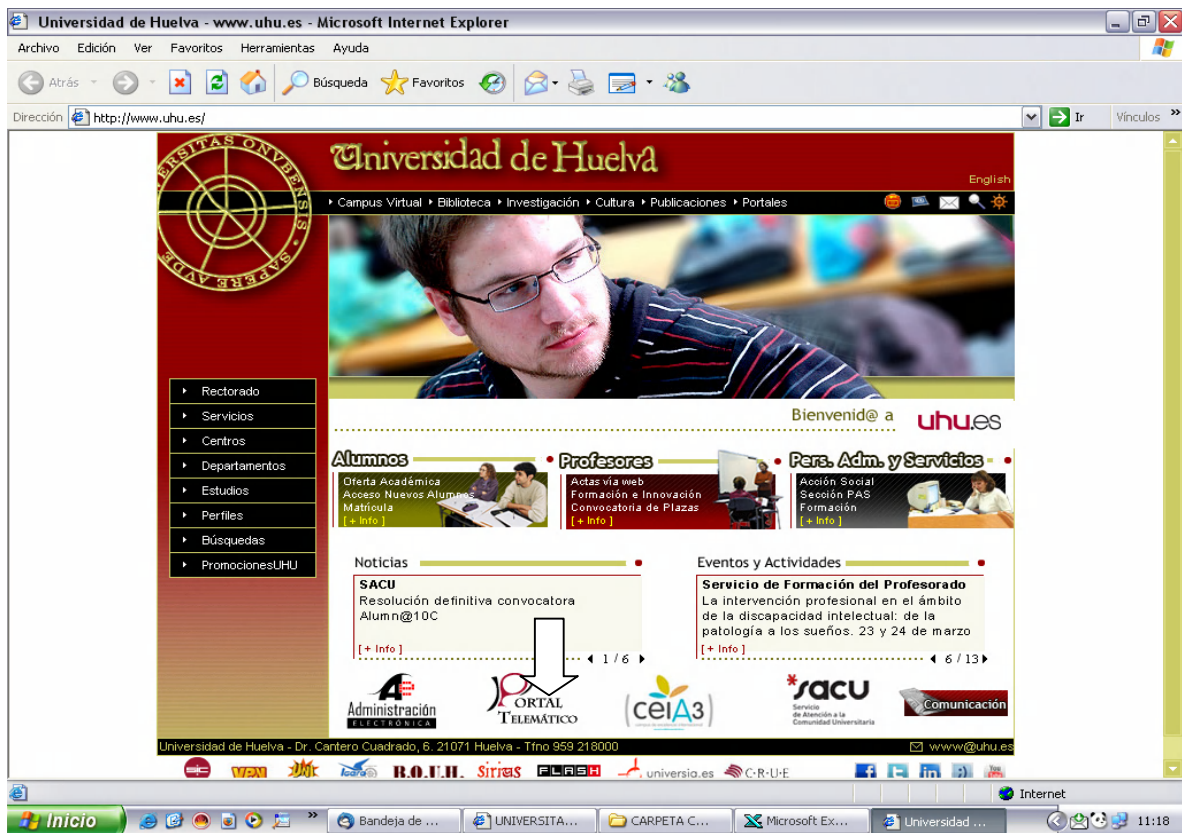 Universidad de Huelva - www.uhu.es - Microsoft Internet Explorer
Archivo Edición Ver Favoritos Herramientas Ayuda
Atrás Búsqueda Favoritos
Dirección http://www.uhu.es/ Ir Vínculos »
Universidad de Huelva
English
Campus Virtual Biblioteca Investigación Cultura Publicaciones Portales
SAPERE AVDE
Rectorado
Servicios
Centros
Departamentos
Estudios
Perfiles
Búsquedas
PromocionesUHU
Bienvenid@ a uhu.es
Alumnos
Oferta Académica
Acceso Nuevos Alumnos
Matrícula
[+ Info ]
Profesores
Actas vía web
Formación e Innovación
Convocatoria de Plazas
[+ Info ]
Pers. Adm. y Servicios
Acción Social
Sección PAS
Formación
[+ Info ]
Noticias
SACU
Resolución definitiva convocatora
Alumn@10C
[+ Info ]
1 / 6
Eventos y Actividades
Servicio de Formación del Profesorado
La intervención profesional en el ámbito
de la discapacidad intelectual: de la
patología a los sueños. 23 y 24 de marzo
[+ Info ]
6 / 13
Administración
ELECTRÓNICA
PORTAL
TELEMÁTICO
ceiA3
sacu
Servicio
de Atención a la
Comunidad Universitaria
Comunicación
Universidad de Huelva - Dr. Cantero Cuadrado, 6. 21071 Huelva - Tfno 959 218000 www@uhu.es
sic VPN Icaro R.O.U.H. Sirius FLASH universia.es C·R·U·E f in You
Internet
Inicio » Bandeja de ... UNIVERSITA... CARPETA C... Microsoft Ex... Universidad ... 11:18